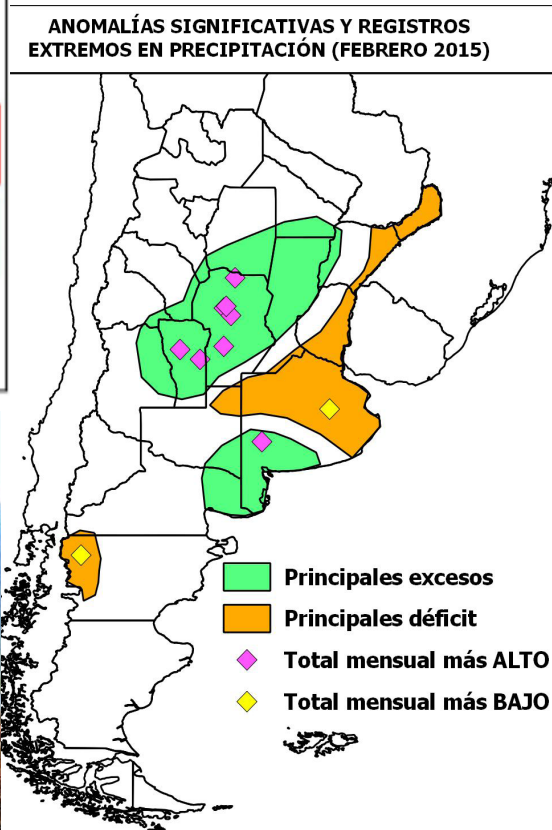 ANOMALÍAS SIGNIFICATIVAS Y REGISTROS
EXTREMOS EN PRECIPITACIÓN (FEBRERO 2015)
Principales excesos
Principales déficit
Total mensual más ALTO
Total mensual más BAJO